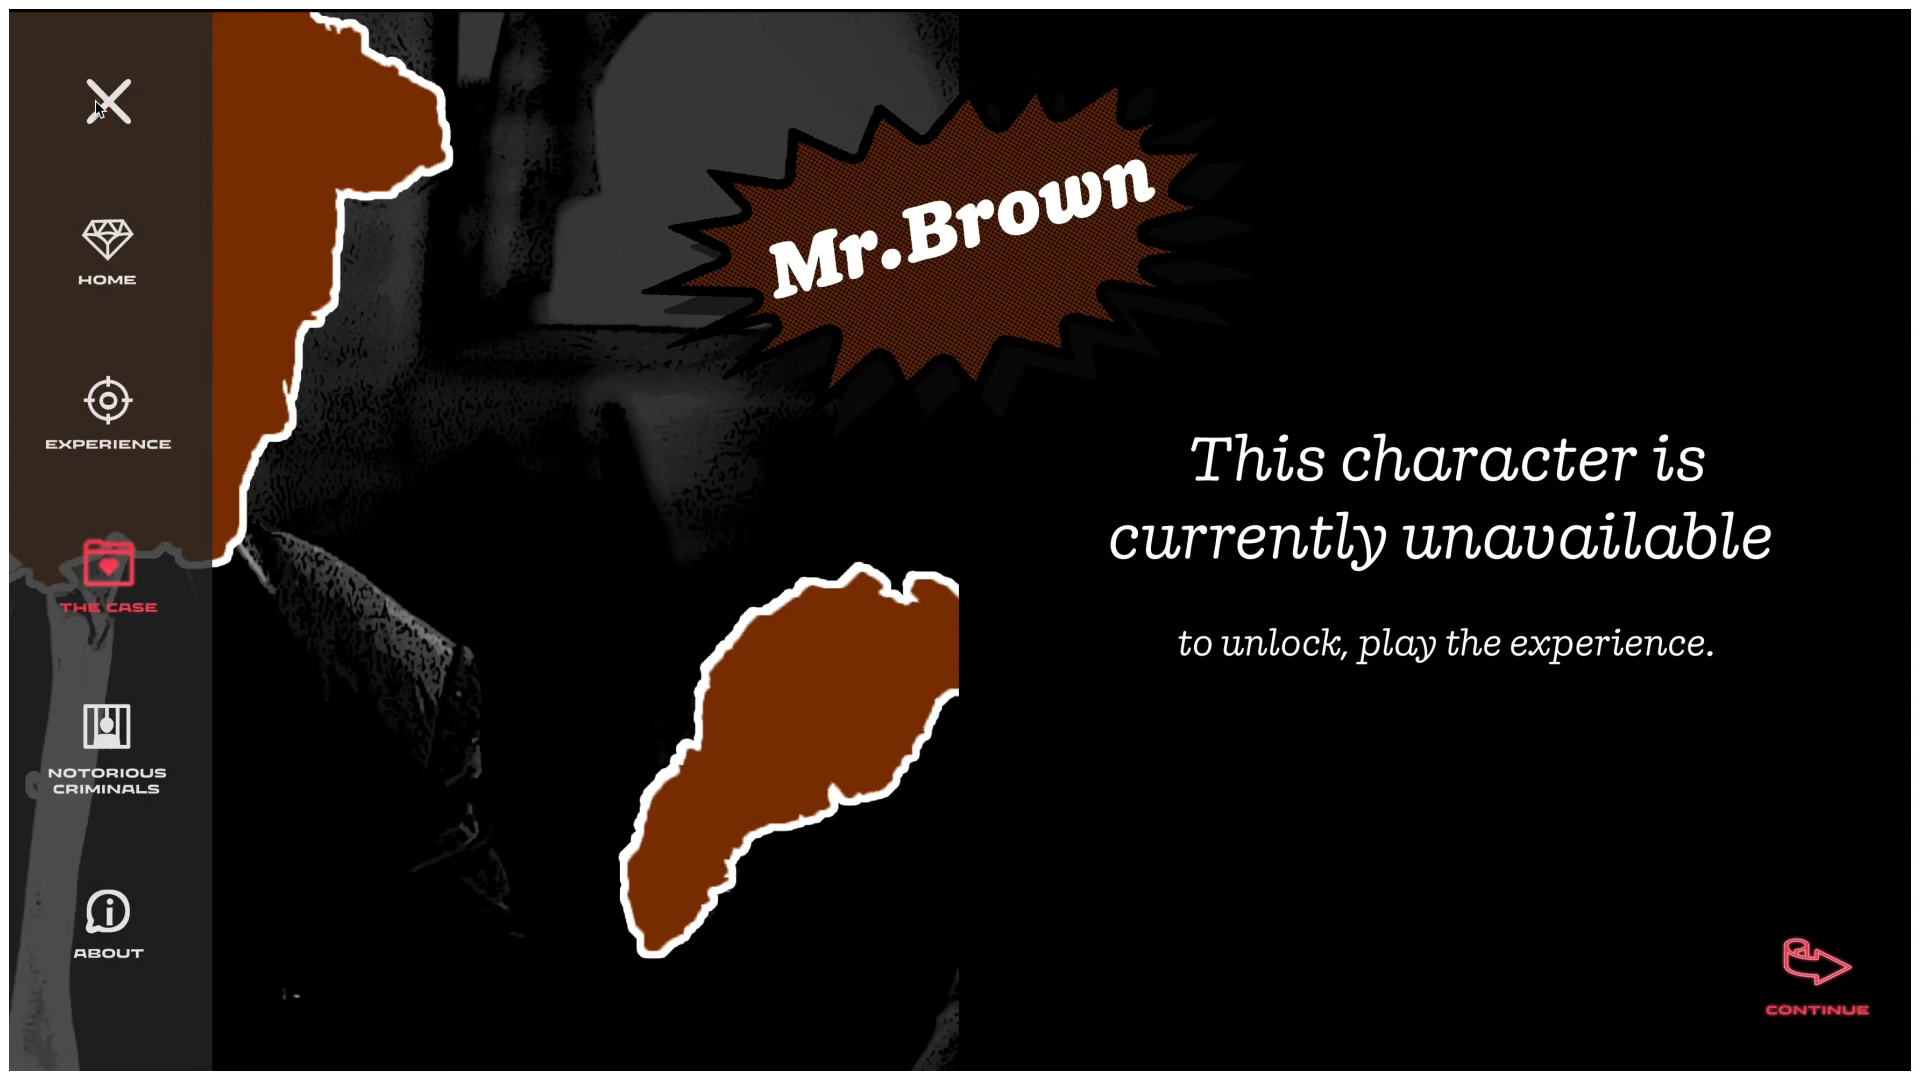 HOME
EXPERIENCE
THE CASE
NOTORIOUS
CRIMINALS
ABOUT
Mr.Brown
This character is
currently unavailable
to unlock, play the experience.
CONTINUE